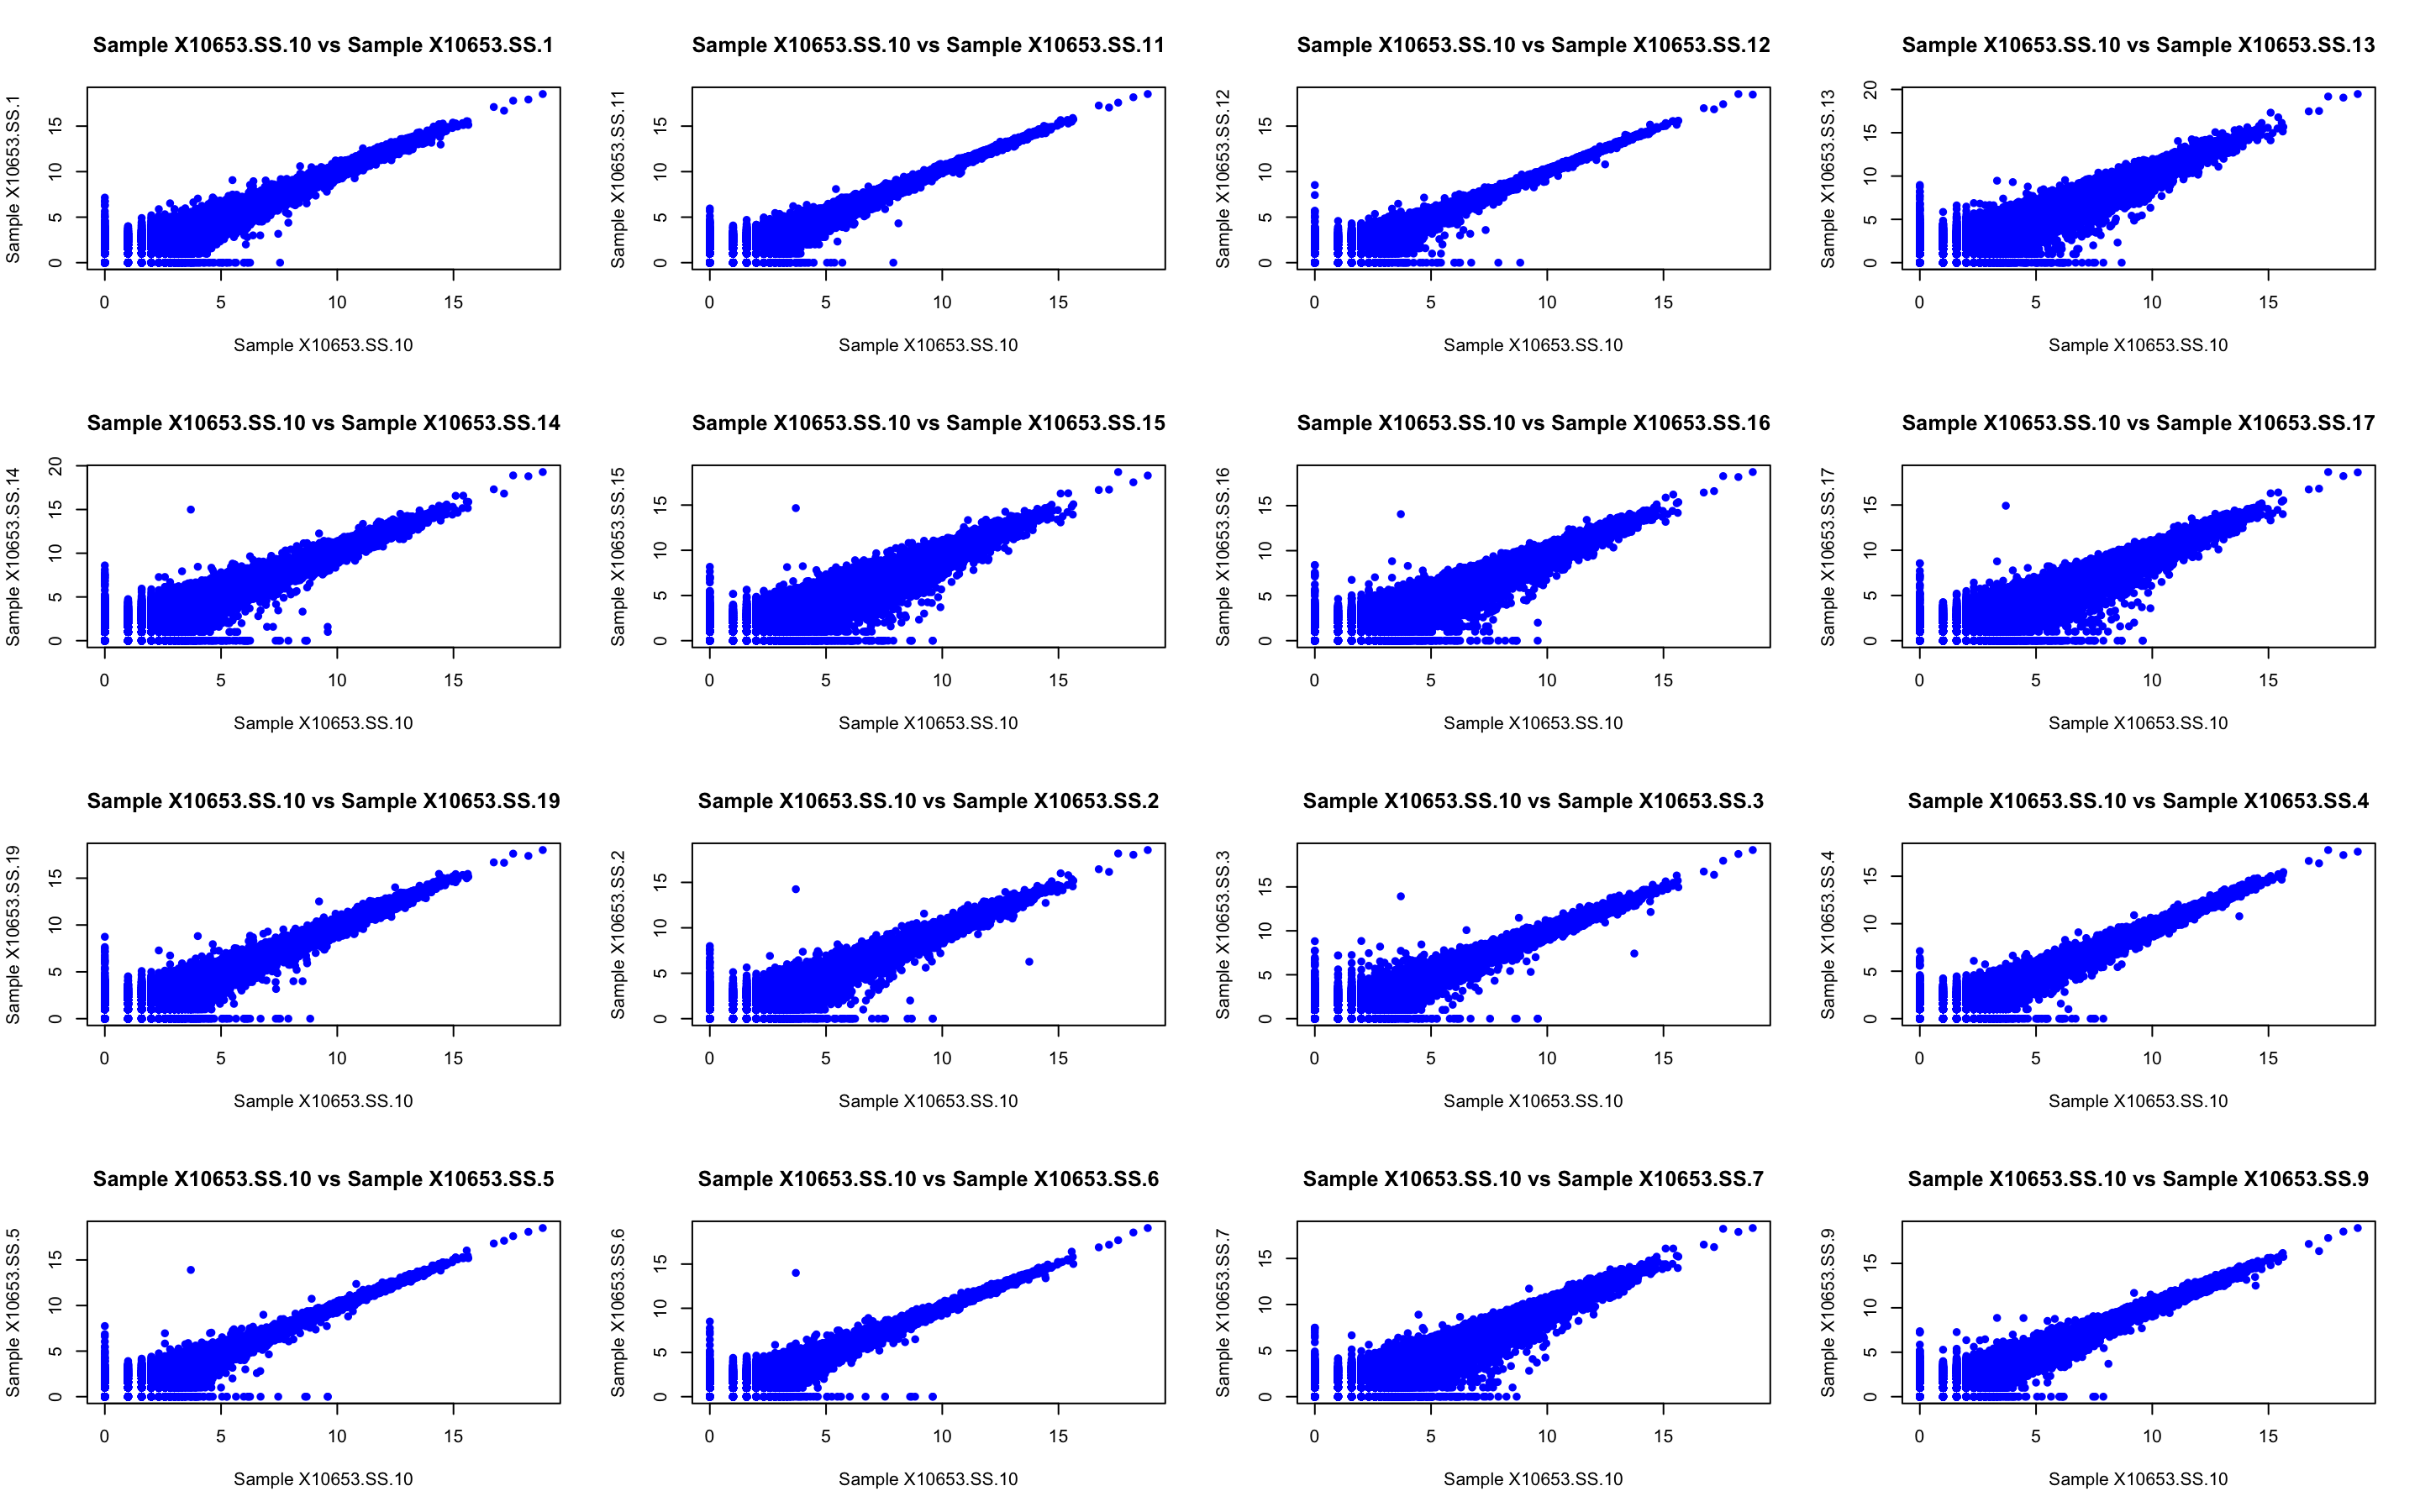 Sample X10653.SS.10 vs Sample X10653.SS.1
Sample X10653.SS.1
0 5 10 15
0 5 10 15
Sample X10653.SS.10
Sample X10653.SS.10 vs Sample X10653.SS.11
Sample X10653.SS.11
0 5 10 15
0 5 10 15
Sample X10653.SS.10
Sample X10653.SS.10 vs Sample X10653.SS.12
Sample X10653.SS.12
0 5 10 15
0 5 10 15
Sample X10653.SS.10
Sample X10653.SS.10 vs Sample X10653.SS.13
Sample X10653.SS.13
0 5 10 15 20
0 5 10 15
Sample X10653.SS.10
Sample X10653.SS.10 vs Sample X10653.SS.14
Sample X10653.SS.14
0 5 10 15 20
0 5 10 15
Sample X10653.SS.10
Sample X10653.SS.10 vs Sample X10653.SS.15
Sample X10653.SS.15
0 5 10 15
0 5 10 15
Sample X10653.SS.10
Sample X10653.SS.10 vs Sample X10653.SS.16
Sample X10653.SS.16
0 5 10 15
0 5 10 15
Sample X10653.SS.10
Sample X10653.SS.10 vs Sample X10653.SS.17
Sample X10653.SS.17
0 5 10 15
0 5 10 15
Sample X10653.SS.10
Sample X10653.SS.10 vs Sample X10653.SS.19
Sample X10653.SS.19
0 5 10 15
0 5 10 15
Sample X10653.SS.10
Sample X10653.SS.10 vs Sample X10653.SS.2
Sample X10653.SS.2
0 5 10 15
0 5 10 15
Sample X10653.SS.10
Sample X10653.SS.10 vs Sample X10653.SS.3
Sample X10653.SS.3
0 5 10 15
0 5 10 15
Sample X10653.SS.10
Sample X10653.SS.10 vs Sample X10653.SS.4
Sample X10653.SS.4
0 5 10 15
0 5 10 15
Sample X10653.SS.10
Sample X10653.SS.10 vs Sample X10653.SS.5
Sample X10653.SS.5
0 5 10 15
0 5 10 15
Sample X10653.SS.10
Sample X10653.SS.10 vs Sample X10653.SS.6
Sample X10653.SS.6
0 5 10 15
0 5 10 15
Sample X10653.SS.10
Sample X10653.SS.10 vs Sample X10653.SS.7
Sample X10653.SS.7
0 5 10 15
0 5 10 15
Sample X10653.SS.10
Sample X10653.SS.10 vs Sample X10653.SS.9
Sample X10653.SS.9
0 5 10 15
0 5 10 15
Sample X10653.SS.10